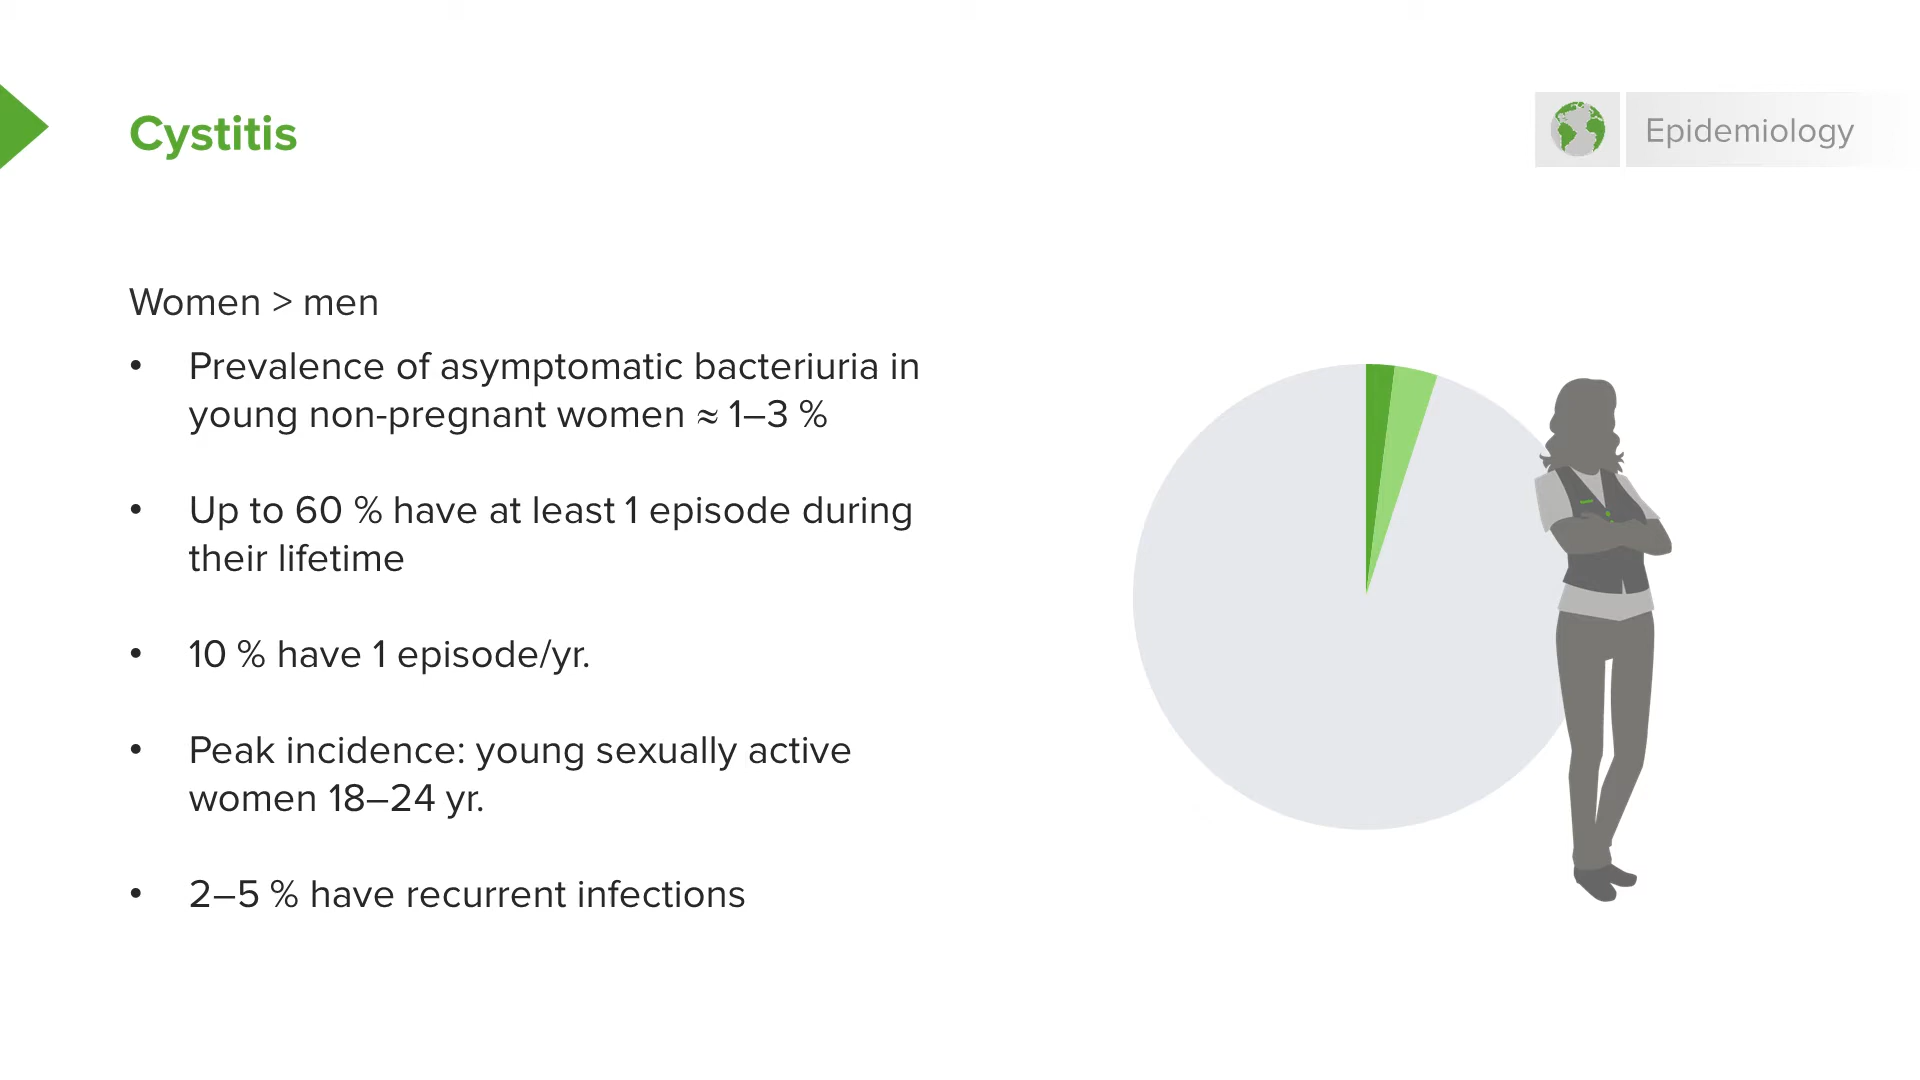 Cystitis
Epidemiology
Women > men
• Prevalence of asymptomatic bacteriuria in
young non-pregnant women ≈ 1–3 %
• Up to 60 % have at least 1 episode during
their lifetime
• 10 % have 1 episode/yr.
• Peak incidence: young sexually active
women 18–24 yr.
• 2–5 % have recurrent infections